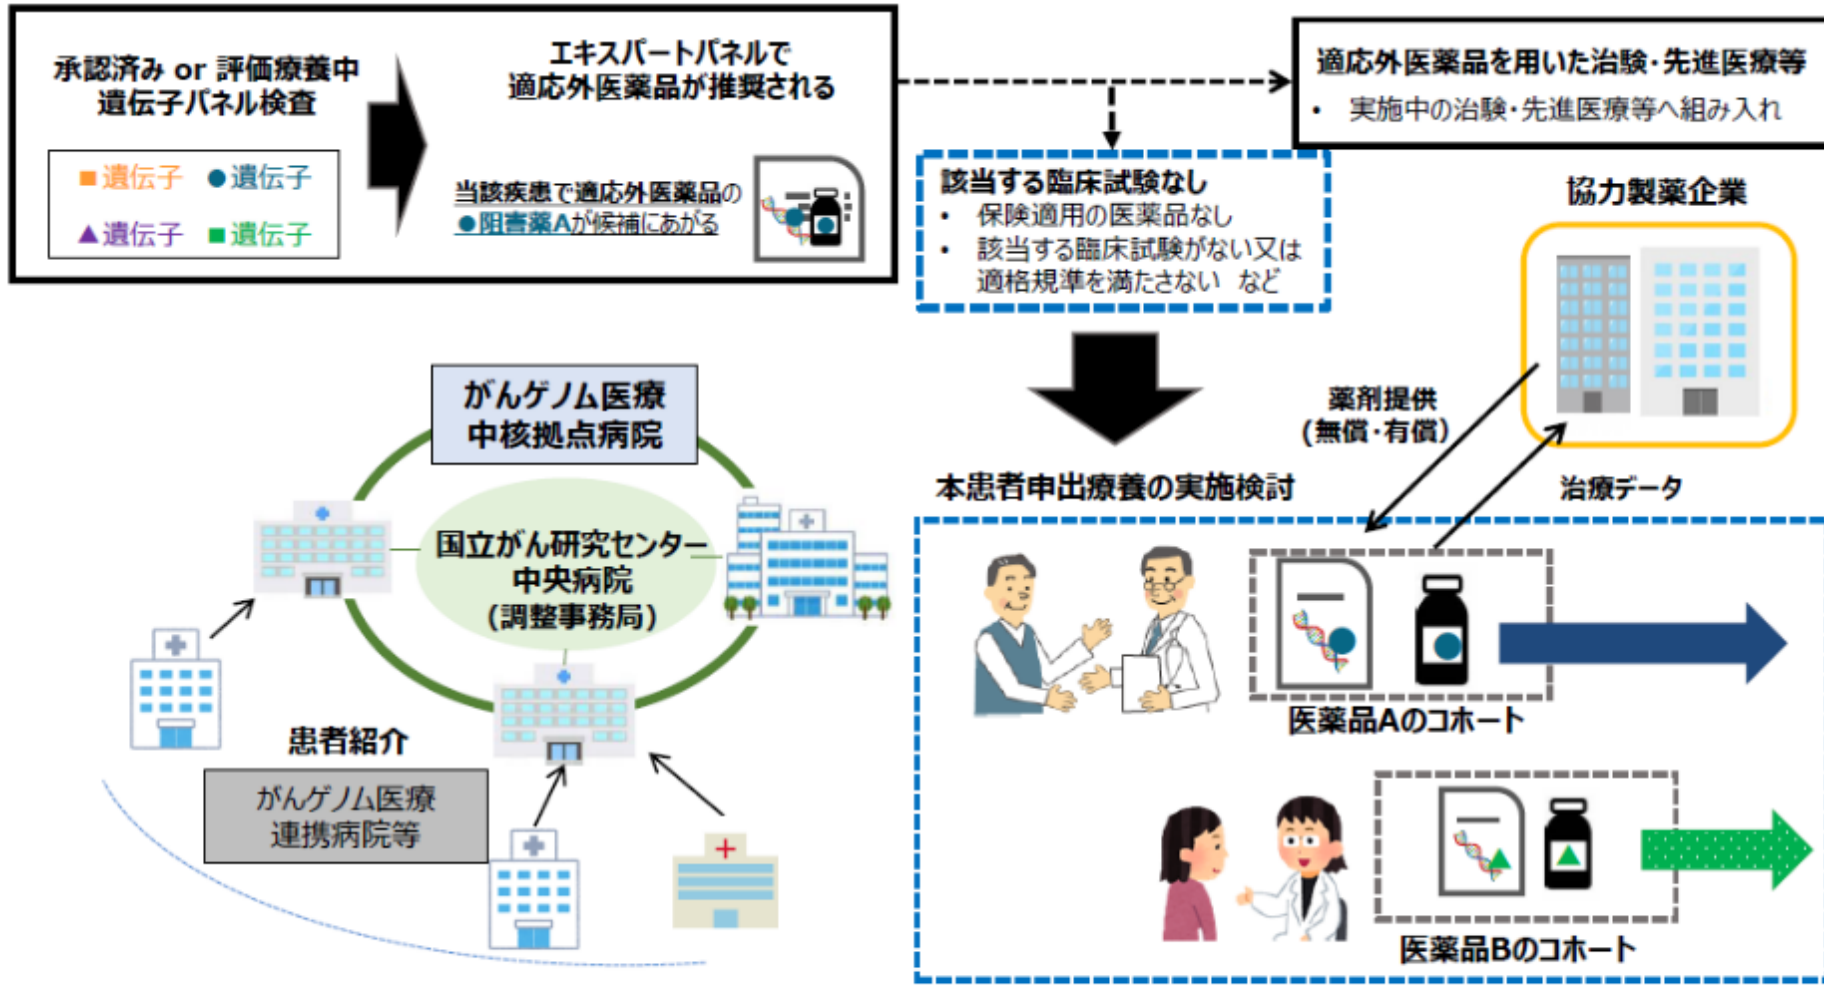 承認済み or 評価療養中
遺伝子パネル検査
■遺伝子 ●遺伝子
▲遺伝子 ■遺伝子
エキスパートパネルで
適応外医薬品が推奨される
当該疾患で適応外医薬品の
●阻害薬Aが候補にあがる
適応外医薬品を用いた治験・先進医療等
• 実施中の治験・先進医療等へ組み入れ
該当する臨床試験なし
• 保険適用の医薬品なし
• 該当する臨床試験がない又は
適格規準を満たさない など
協力製薬企業
薬剤提供
(無償・有償)
治療データ
がんゲノム医療
中核拠点病院
国立がん研究センター
中央病院
(調整事務局)
患者紹介
がんゲノム医療
連携病院等
本患者申出療養の実施検討
医薬品Aのコホート
医薬品Bのコホート